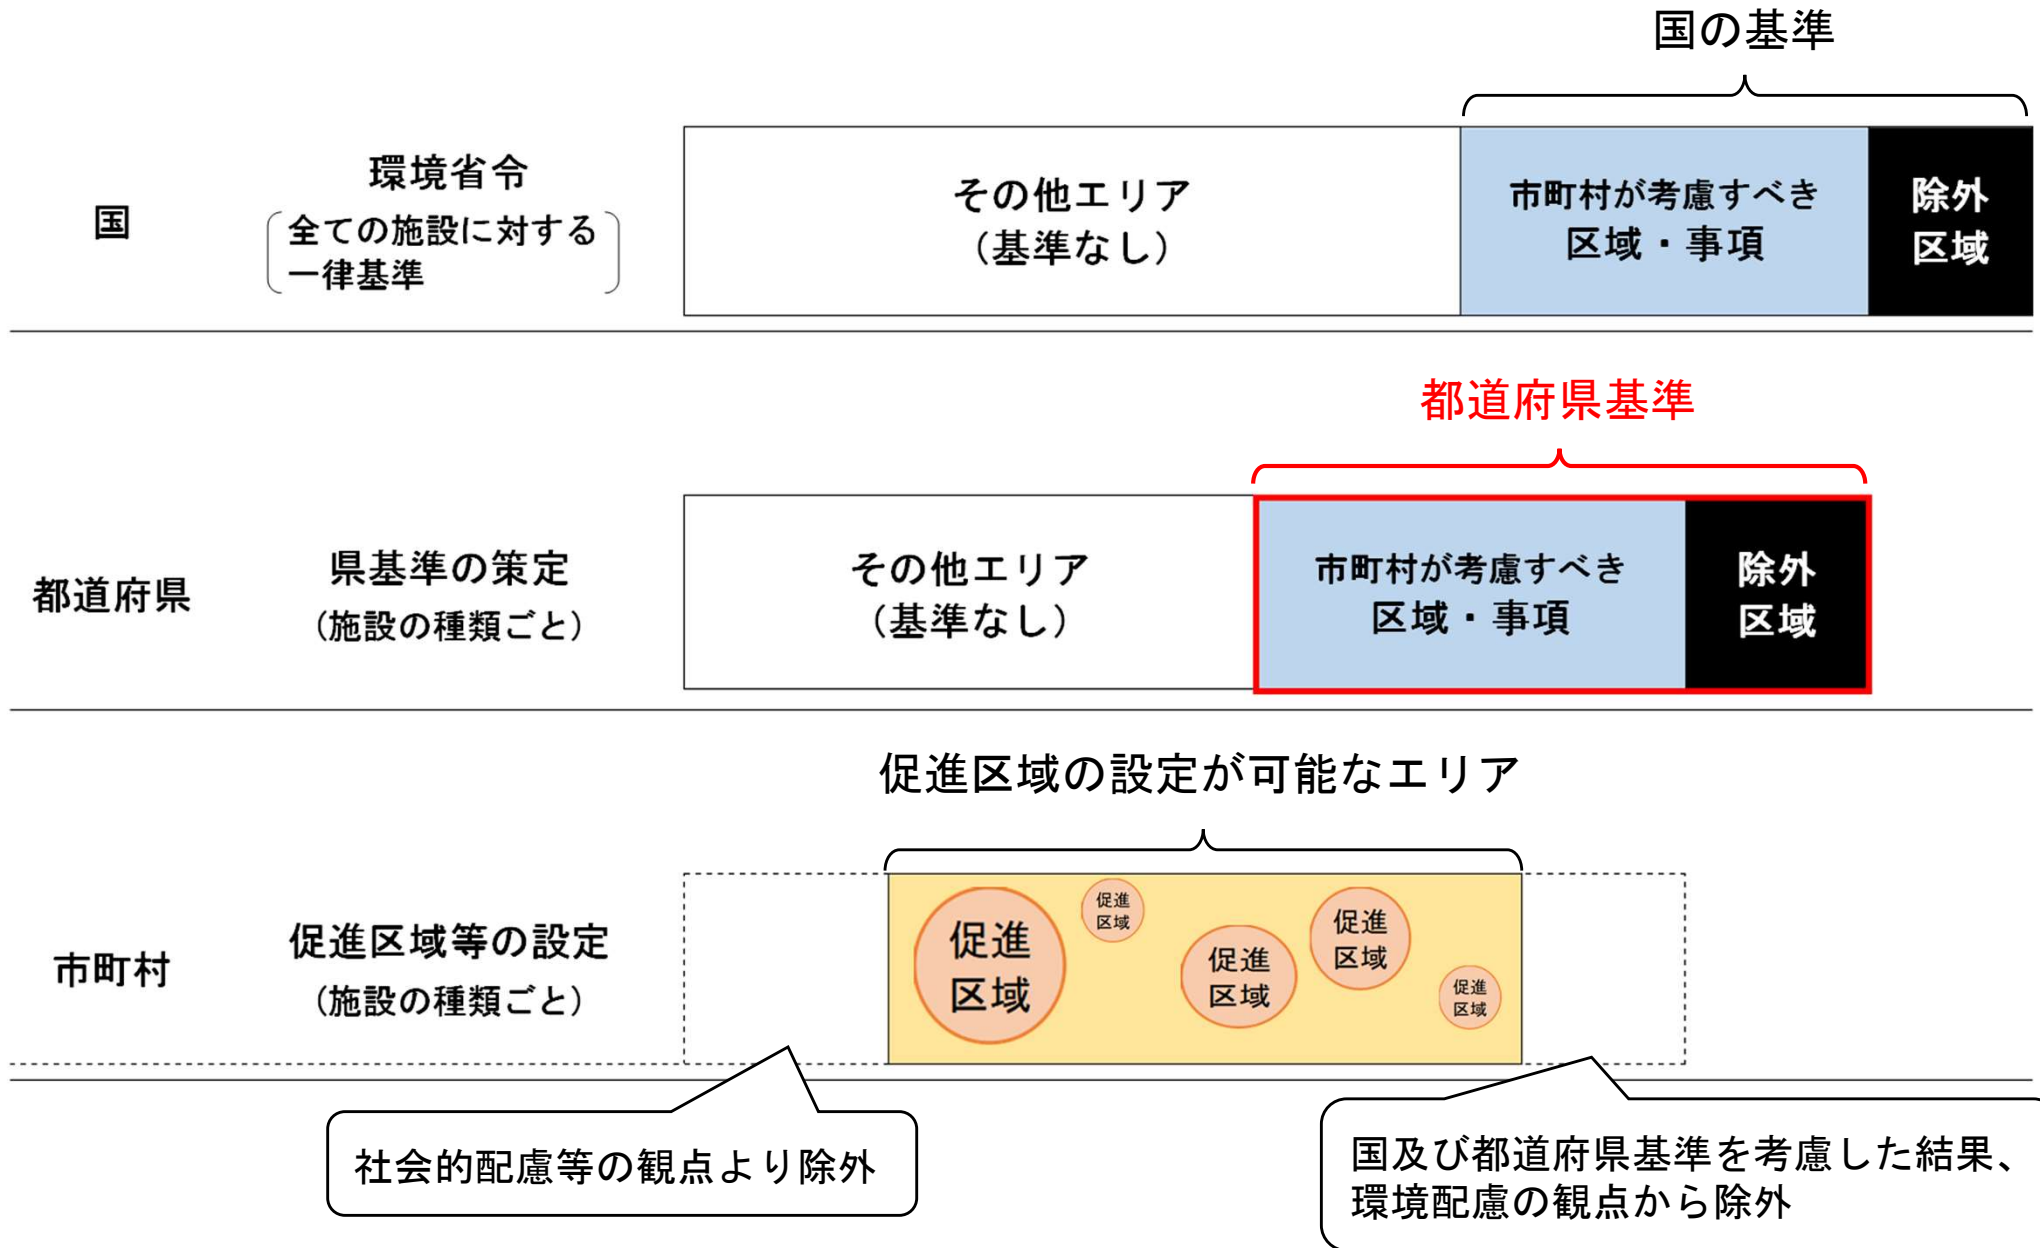 国の基準
国
環境省令
全ての施設に対する
一律基準
その他エリア
（基準なし）
市町村が考慮すべき
区域・事項
除外
区域
都道府県基準
都道府県
県基準の策定
（施設の種類ごと）
その他エリア
（基準なし）
市町村が考慮すべき
区域・事項
除外
区域
促進区域の設定が可能なエリア
市町村
促進区域等の設定
（施設の種類ごと）
促進
区域
促進
区域
促進
区域
促進
区域
促進
区域
社会的配慮等の観点より除外
国及び都道府県基準を考慮した結果、
環境配慮の観点から除外